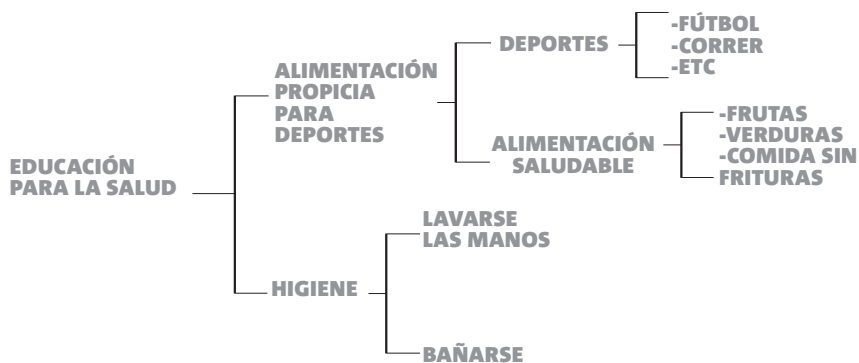 EDUCACIÓN
PARA LA SALUD
ALIMENTACIÓN
PROPICIA
PARA
DEPORTES
DEPORTES
-FÚTBOL
-CORRER
-ETC
ALIMENTACIÓN
SALUDABLE
-FRUTAS
-VERDURAS
-COMIDA SIN
FRITURAS
HIGIENE
LAVARSE
LAS MANOS
BAÑARSE